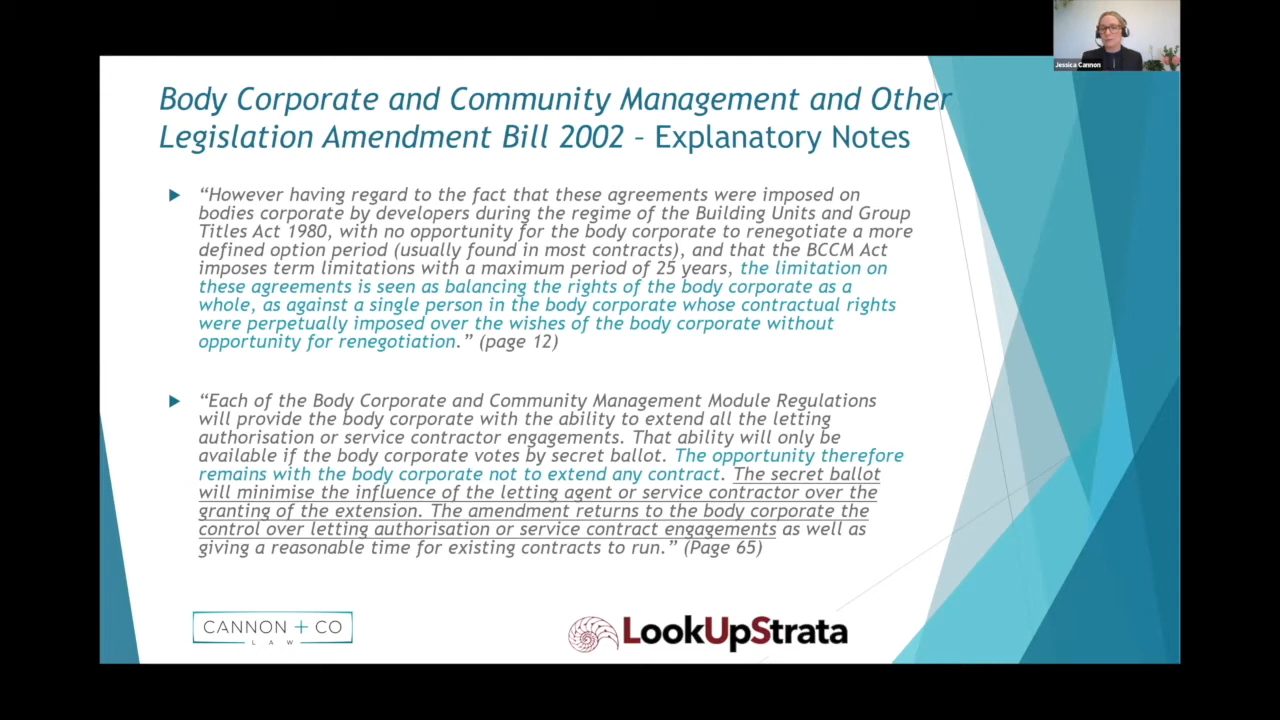 Jessica Cannon
Body Corporate and Community Management and Other
Legislation Amendment Bill 2002 – Explanatory Notes
“However having regard to the fact that these agreements were imposed on
bodies corporate by developers during the regime of the Building Units and Group
Titles Act 1980, with no opportunity for the body corporate to renegotiate a more
defined option period (usually found in most contracts), and that the BCCM Act
imposes term limitations with a maximum period of 25 years, the limitation on
these agreements is seen as balancing the rights of the body corporate as a
whole, as against a single person in the body corporate whose contractual rights
were perpetually imposed over the wishes of the body corporate without
opportunity for renegotiation.” (page 12)
“Each of the Body Corporate and Community Management Module Regulations
will provide the body corporate with the ability to extend all the letting
authorisation or service contractor engagements. That ability will only be
available if the body corporate votes by secret ballot. The opportunity therefore
remains with the body corporate not to extend any contract. The secret ballot
will minimise the influence of the letting agent or service contractor over the
granting of the extension. The amendment returns to the body corporate the
control over letting authorisation or service contract engagements as well as
giving a reasonable time for existing contracts to run.” (Page 65)
CANNON + CO
LAW
LookUpStrata